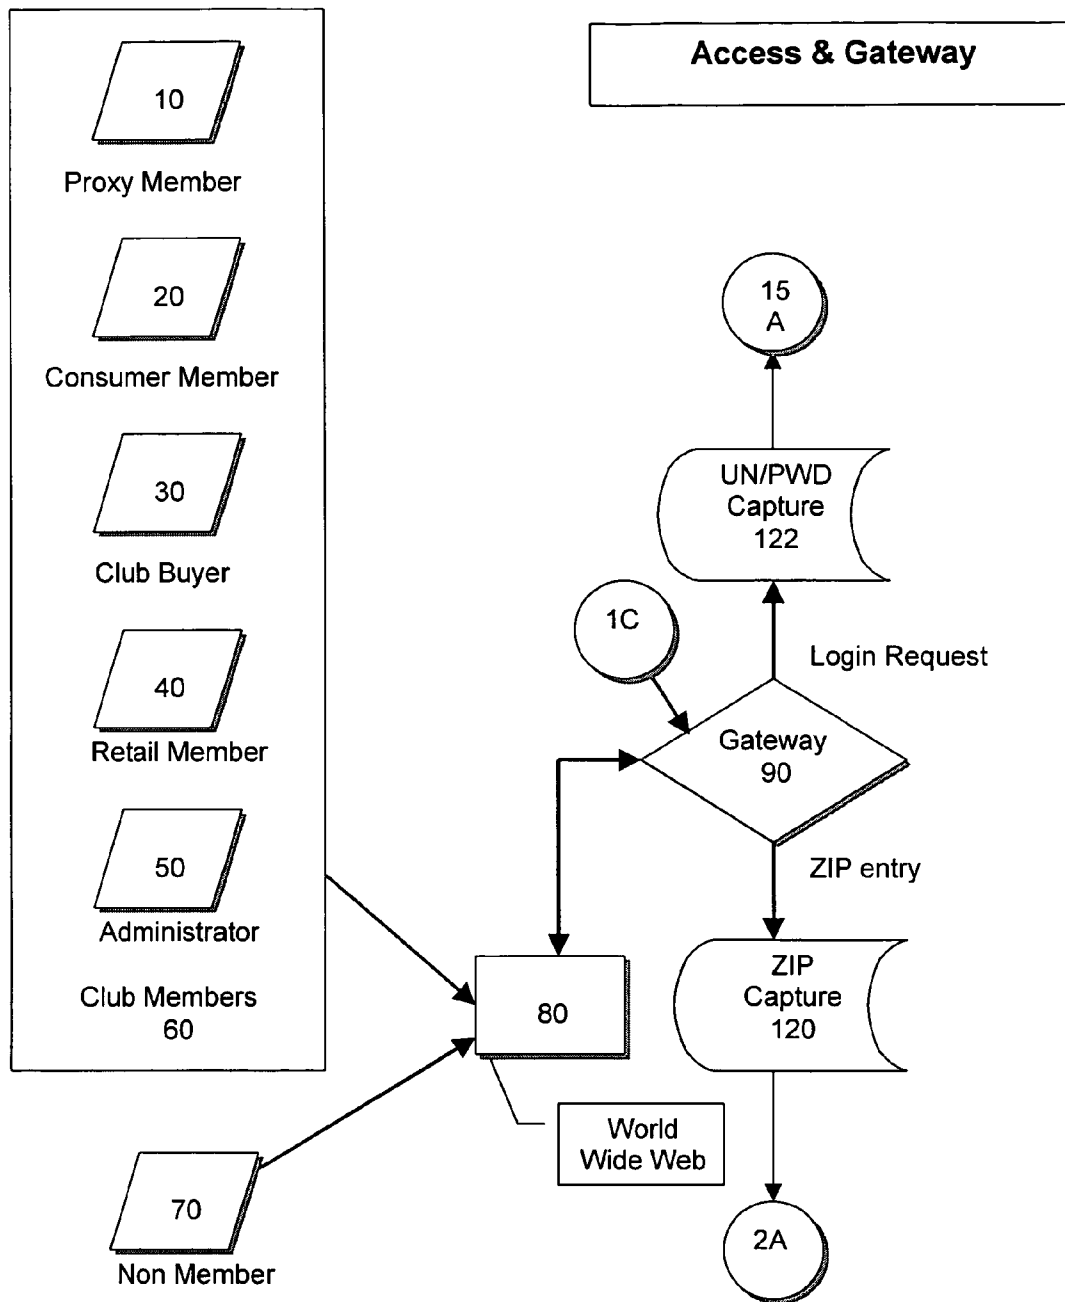 Access & Gateway
10
Proxy Member
20
Consumer Member
30
Club Buyer
40
Retail Member
50
Administrator
Club Members
60
70
Non Member
80
World
Wide Web
15
A
UN/PWD
Capture
122
1C
Login Request
Gateway
90
ZIP entry
ZIP
Capture
120
2A